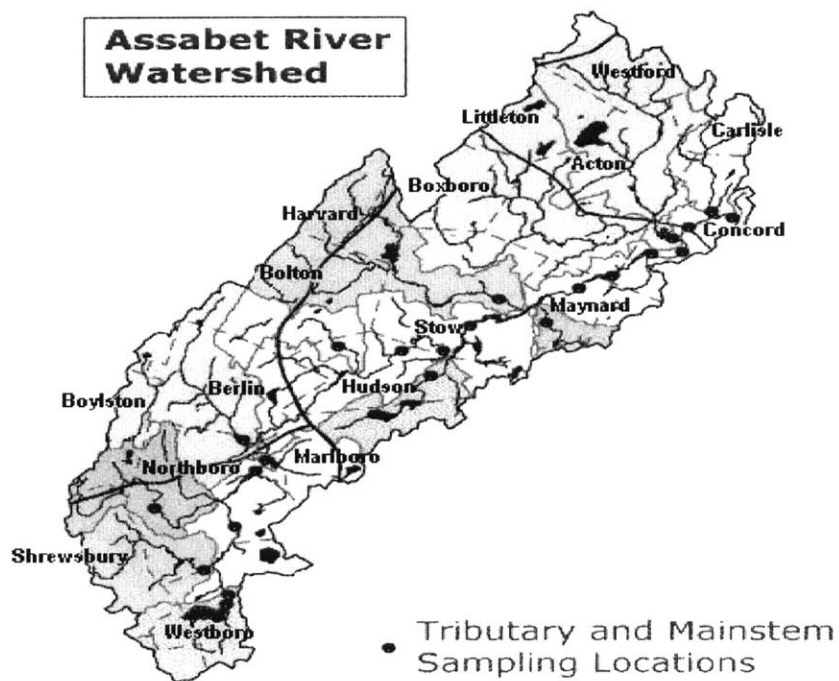 Assabet River
Watershed
Westford
Littleton
Carlisle
Acton
Boxboro
Harvard
Concord
Bolton
Maynard
Stow
Berlin
Hudson
Boylston
Northboro
Marlboro
Shrewsbury
Westboro
Tributary and Mainstem
Sampling Locations